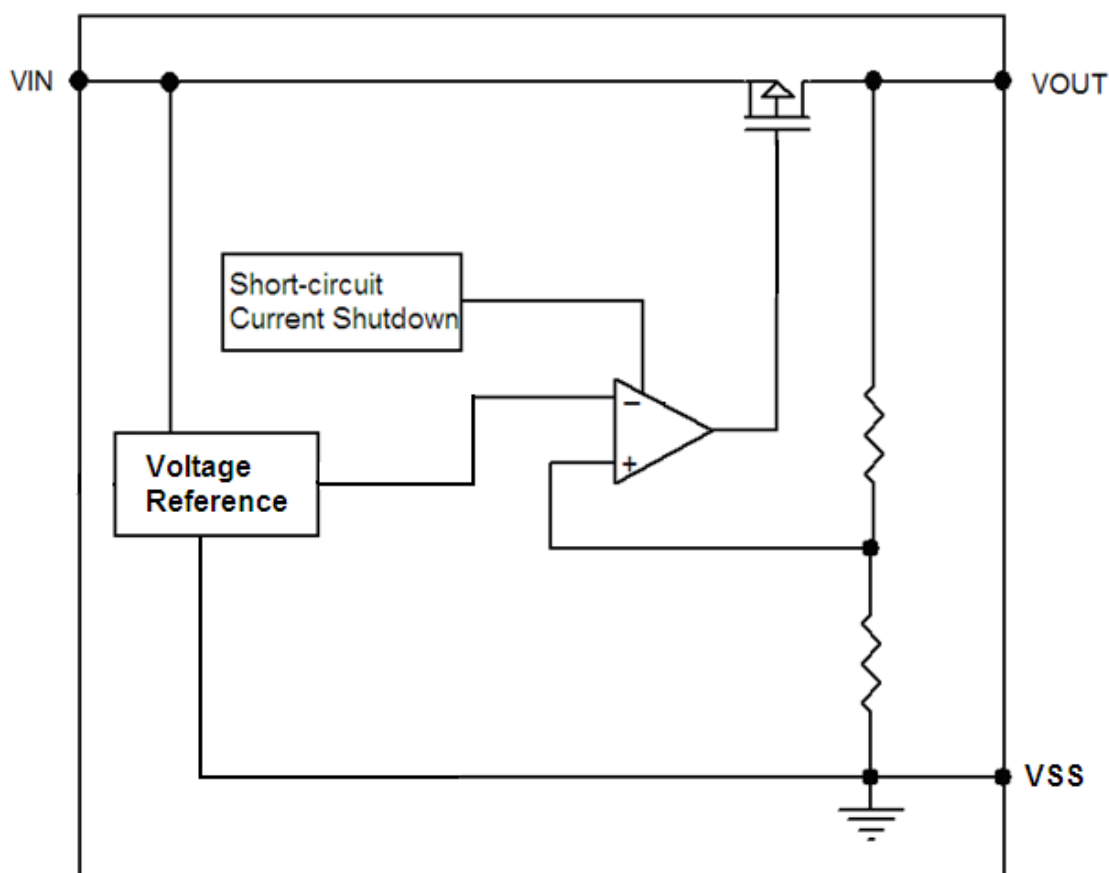 VIN
VOUT
Short-circuit
Current Shutdown
−
+
Voltage
Reference
VSS